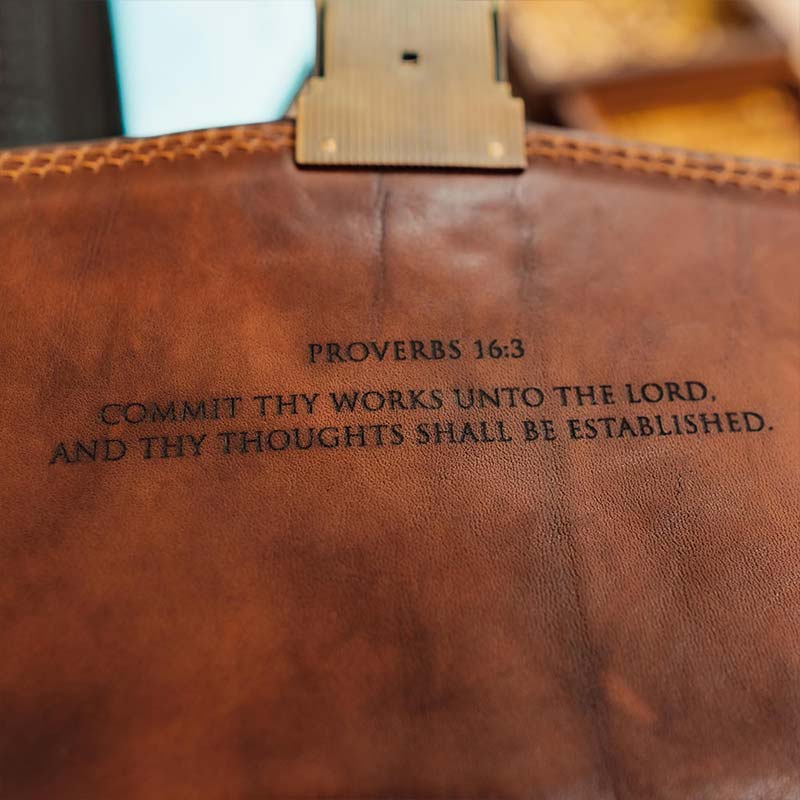 PROVERBS 16:3
COMMIT THY WORKS UNTO THE LORD,
AND THY THOUGHTS SHALL BE ESTABLISHED.